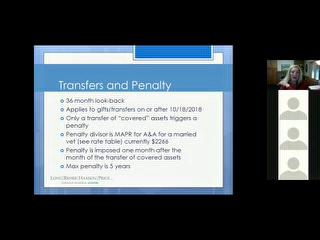 Transfers and Penalty
36 month look-back
Applies to gifts/transfers on or after 10/18/2018
Only a transfer of "covered" assets triggers a
penalty
Penalty divisor is MAPR for A&A for a married
vet (see rate table) currently $2266
Penalty is imposed one month after the
month of the transfer of covered assets
Max penalty is 5 years